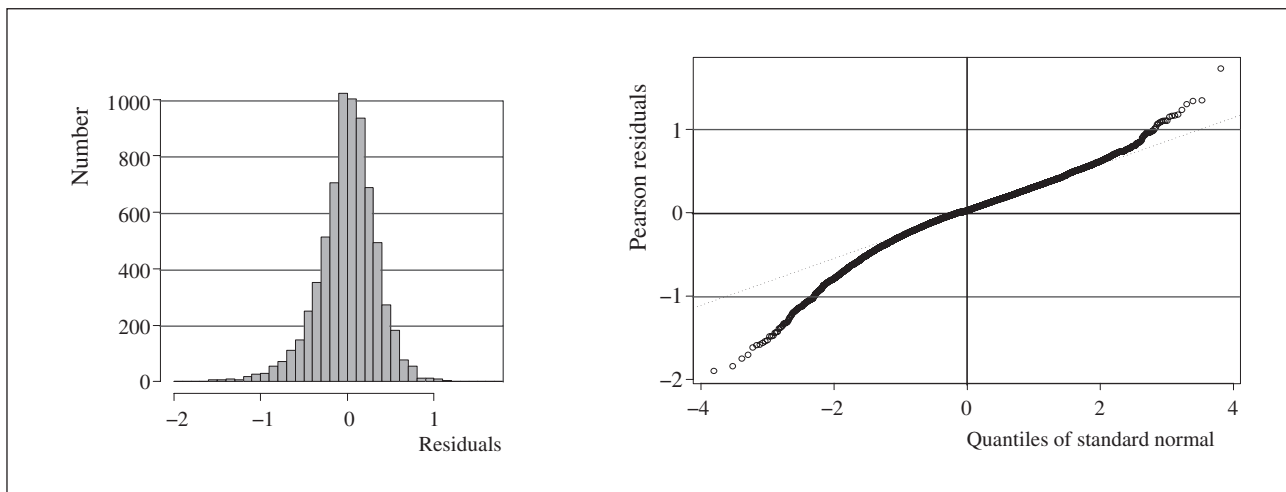 Number
1000
800
600
400
200
0
−2 −1 0 1
Residuals
Pearson residuals
1
0
−1
−2
−4 −2 0 2 4
Quantiles of standard normal